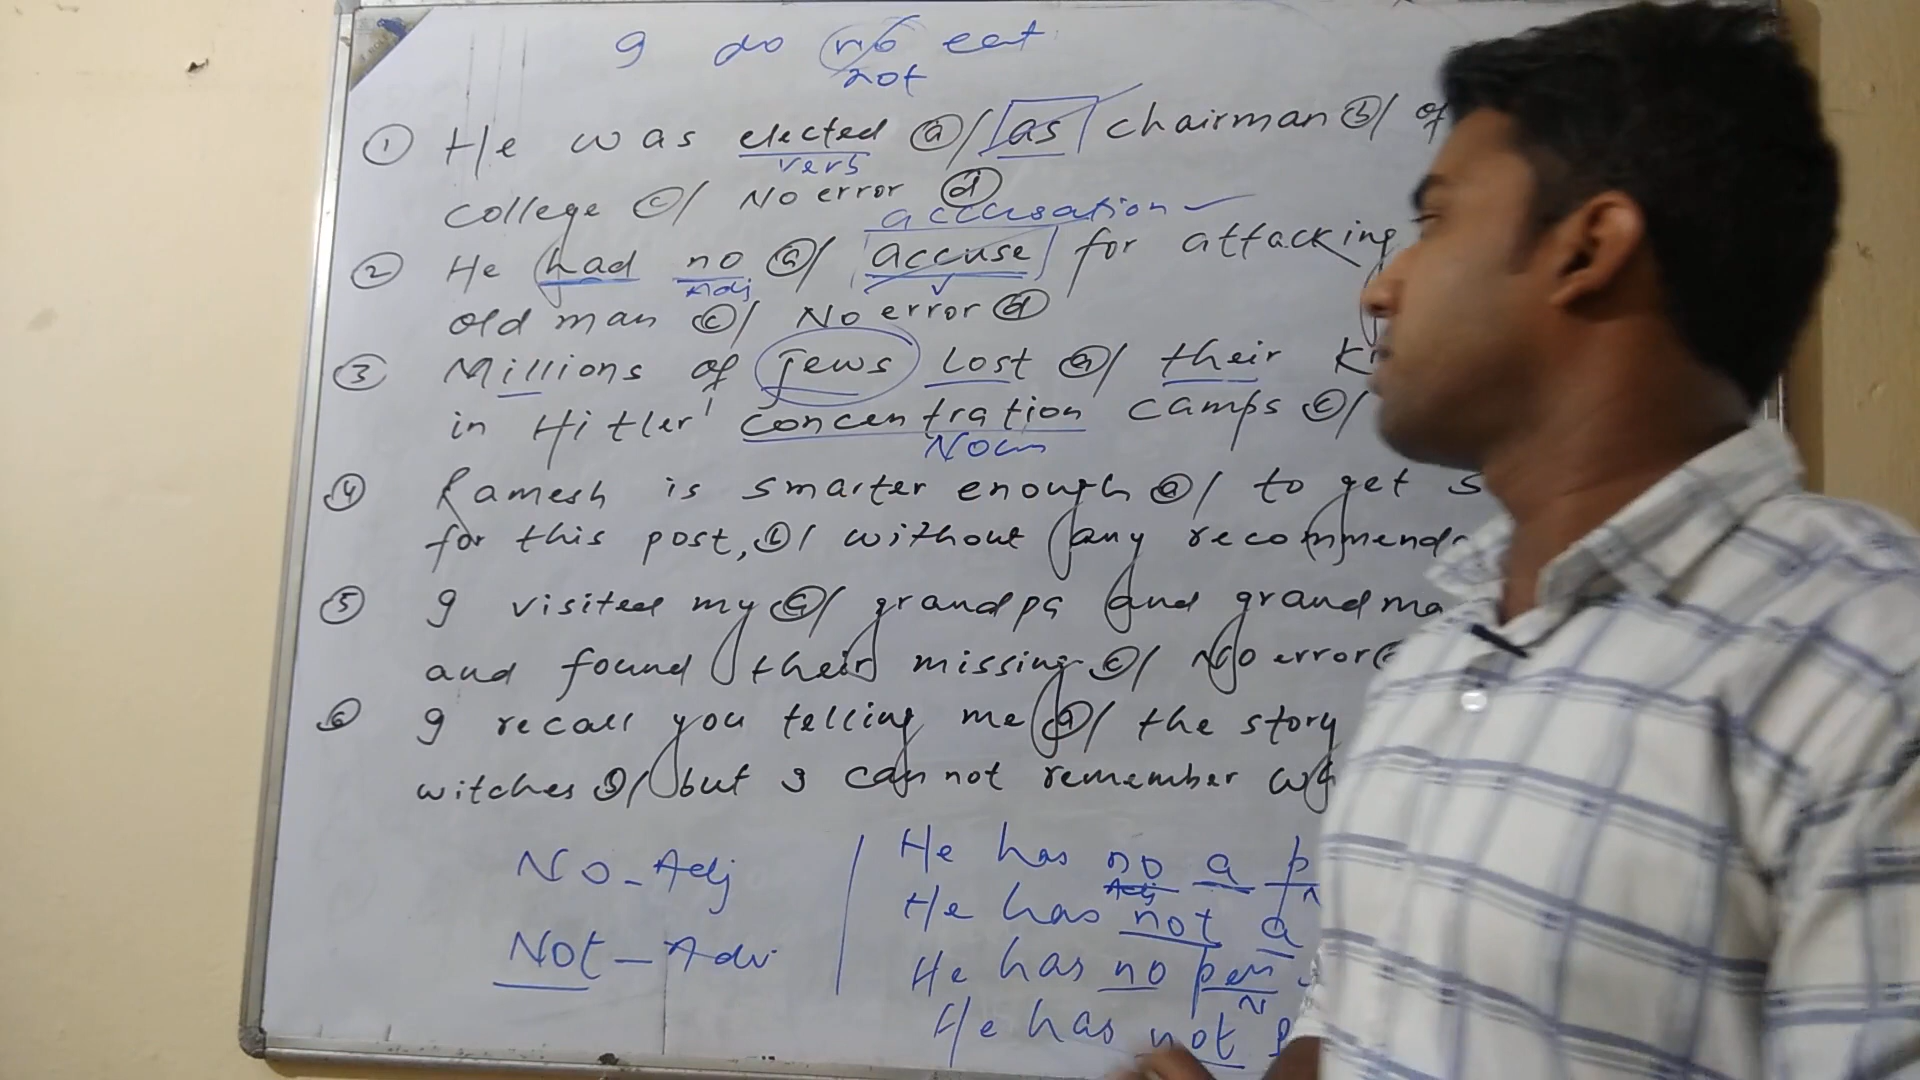 I do no eat
not
① He was elected ⓐ/ as chairman ⓑ/ of
verb
college ⓒ/ No error ⓓ
accusation
② He had no ⓐ/ accuse for attacking
Adj
old man ⓒ/ No error ⓓ
③ Millions of Jews lost ⓐ/ their
in Hitler' concentration camps ⓒ/
Noun
④ Ramesh is smarter enough ⓐ/ to get
for this post, ⓑ/ without any
⑤ I visited my ⓐ/ grandpa and grandma
and found their missing ⓒ/ No error
⑥ I recall you telling me ⓐ/ the story
witches ⓑ/ but I can not remember
No - Adj
Not - Adv
He has no a p
Adj n
He has not a
He has no pen
N
He has not